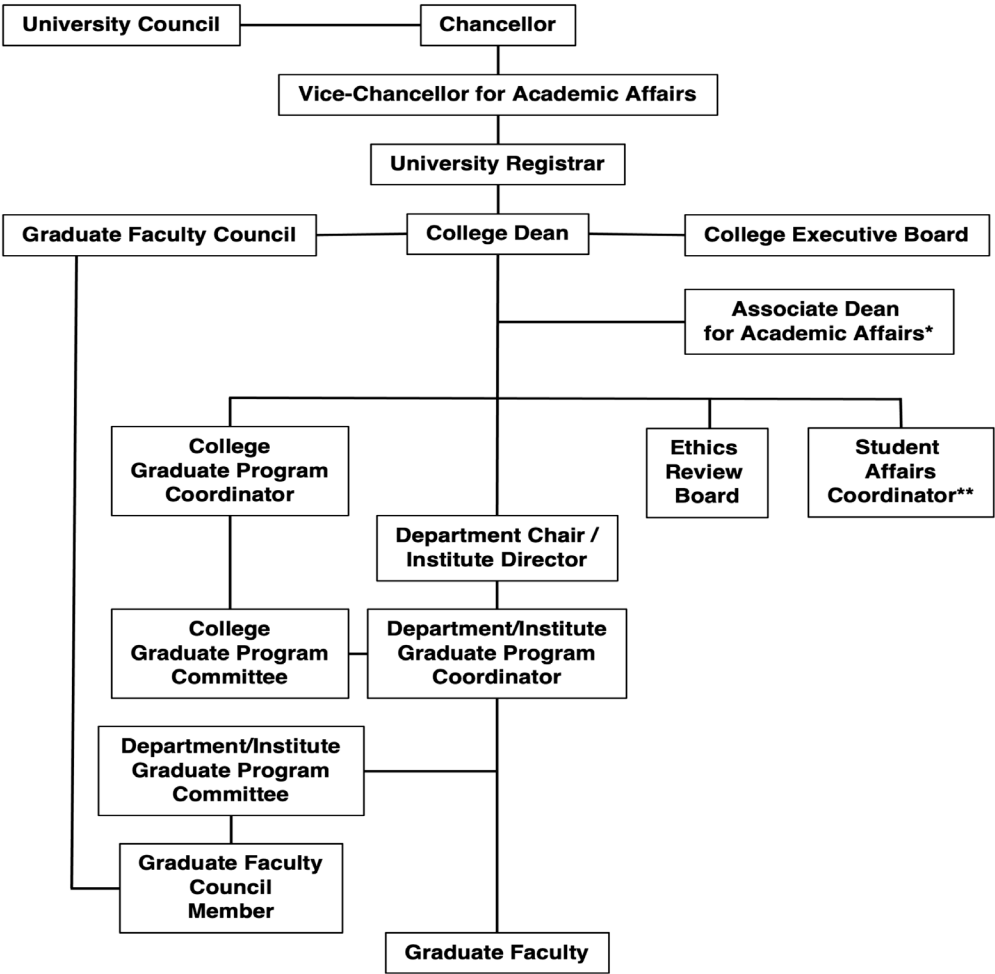 University Council
Chancellor
Vice-Chancellor for Academic Affairs
University Registrar
Graduate Faculty Council
College Dean
College Executive Board
Associate Dean
for Academic Affairs*
College
Graduate Program
Coordinator
Ethics
Review
Board
Student
Affairs
Coordinator**
Department Chair /
Institute Director
College
Graduate Program
Committee
Department/Institute
Graduate Program
Coordinator
Department/Institute
Graduate Program
Committee
Graduate Faculty
Council
Member
Graduate Faculty